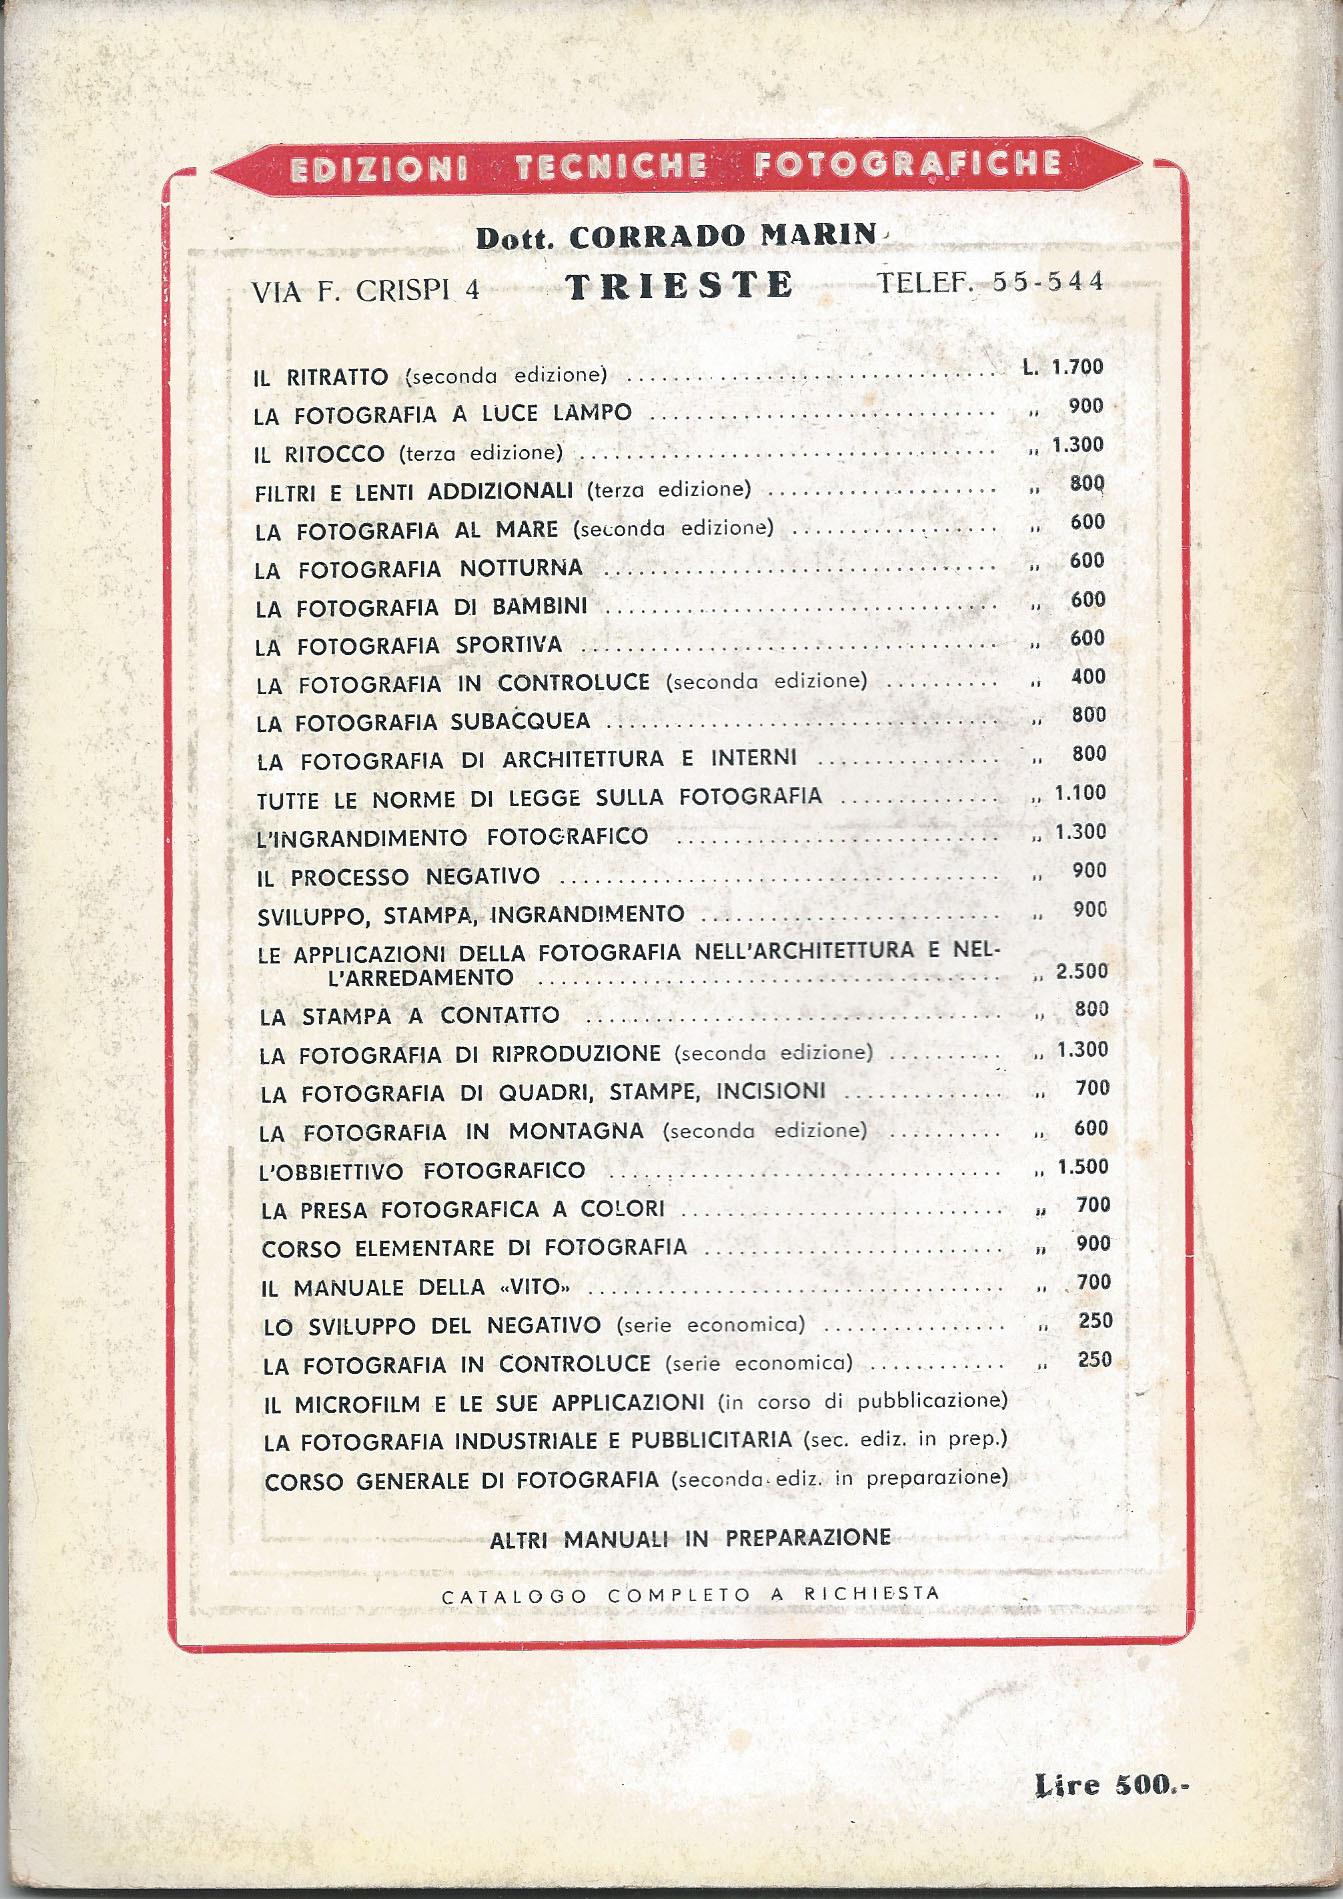 EDIZIONI TECNICHE FOTOGRAFICHE
Dott. CORRADO MARIN
VIA F. CRISPI 4 TRIESTE TELEF. 55-544
IL RITRATTO (seconda edizione) ................................ L. 1.700
LA FOTOGRAFIA A LUCE LAMPO .............................. „ 900
IL RITOCCO (terza edizione) .................................... „ 1.300
FILTRI E LENTI ADDIZIONALI (terza edizione) .................... „ 800
LA FOTOGRAFIA AL MARE (seconda edizione) .................. „ 600
LA FOTOGRAFIA NOTTURNA .................................. „ 600
LA FOTOGRAFIA DI BAMBINI .................................. „ 600
LA FOTOGRAFIA SPORTIVA .................................... „ 600
LA FOTOGRAFIA IN CONTROLUCE (seconda edizione) .......... „ 400
LA FOTOGRAFIA SUBACQUEA .................................. „ 800
LA FOTOGRAFIA DI ARCHITETTURA E INTERNI ................ „ 800
TUTTE LE NORME DI LEGGE SULLA FOTOGRAFIA .............. „ 1.100
L'INGRANDIMENTO FOTOGRAFICO ............................ „ 1.300
IL PROCESSO NEGATIVO ...................................... „ 900
SVILUPPO, STAMPA, INGRANDIMENTO .......................... „ 900
LE APPLICAZIONI DELLA FOTOGRAFIA NELL'ARCHITETTURA E NEL-
L'ARREDAMENTO ........................................ „ 2.500
LA STAMPA A CONTATTO .................................... „ 800
LA FOTOGRAFIA DI RIPRODUZIONE (seconda edizione) .......... „ 1.300
LA FOTOGRAFIA DI QUADRI, STAMPE, INCISIONI .............. „ 700
LA FOTOGRAFIA IN MONTAGNA (seconda edizione) .......... „ 600
L'OBBIETTIVO FOTOGRAFICO .................................. „ 1.500
LA PRESA FOTOGRAFICA A COLORI ............................ „ 700
CORSO ELEMENTARE DI FOTOGRAFIA .......................... „ 900
IL MANUALE DELLA «VITO» .................................... „ 700
LO SVILUPPO DEL NEGATIVO (serie economica) ................ „ 250
LA FOTOGRAFIA IN CONTROLUCE (serie economica) ............ „ 250
IL MICROFILM E LE SUE APPLICAZIONI (in corso di pubblicazione)
LA FOTOGRAFIA INDUSTRIALE E PUBBLICITARIA (sec. ediz. in prep.)
CORSO GENERALE DI FOTOGRAFIA (seconda ediz. in preparazione)
ALTRI MANUALI IN PREPARAZIONE
CATALOGO COMPLETO A RICHIESTA
Lire 500.-